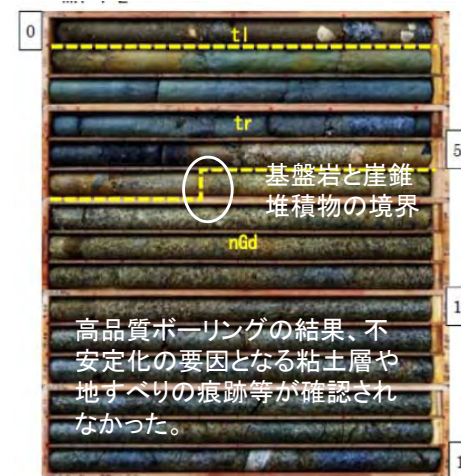 0
tl
tr
5
基盤岩と崖錐
堆積物の境界
nGd
1
高品質ボーリングの結果、不
安定化の要因となる粘土層や
地すべりの痕跡等が確認され
なかった。
1